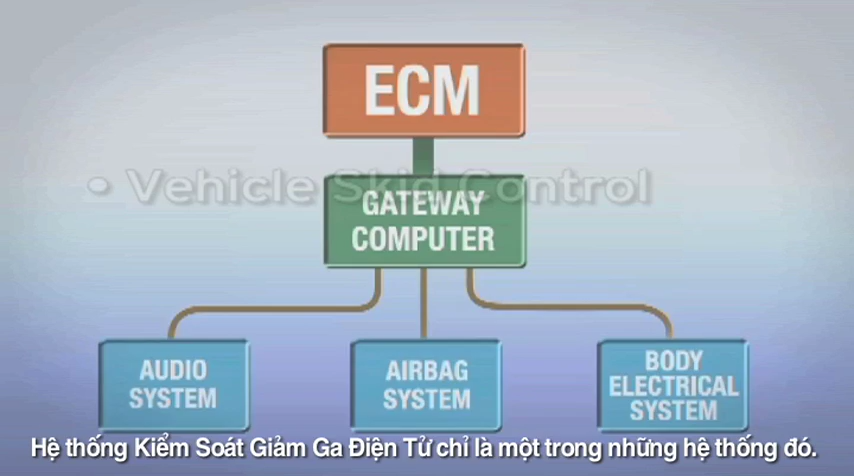 ECM
• Vehicle Skid Control
GATEWAY
COMPUTER
AUDIO
SYSTEM
AIRBAG
SYSTEM
BODY
ELECTRICAL
SYSTEM
Hệ thống Kiểm Soát Giảm Ga Điện Tử chỉ là một trong những hệ thống đó.